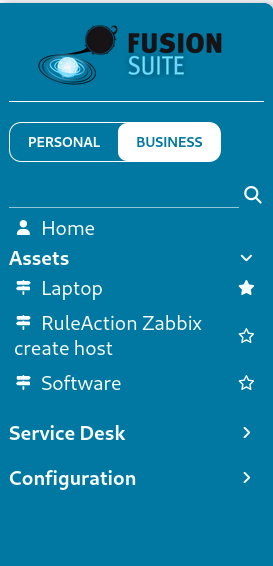 FUSION
SUITE
PERSONAL
BUSINESS
Home
Assets
Laptop
RuleAction Zabbix
create host
Software
Service Desk
Configuration